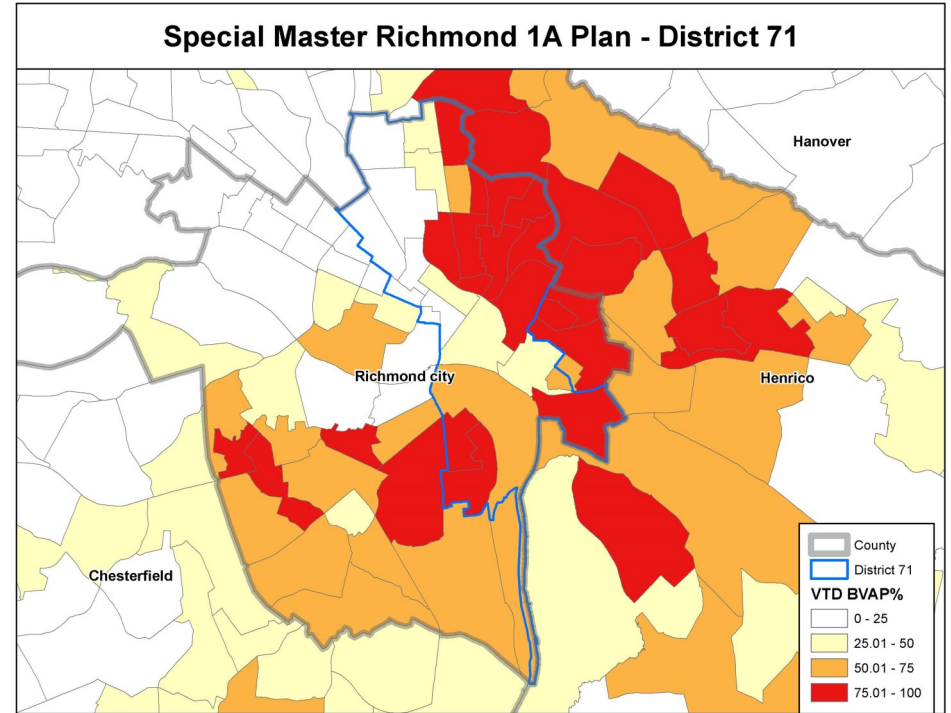 Special Master Richmond 1A Plan - District 71
Hanover
Richmond city
Henrico
Chesterfield
County
District 71
VTD BVAP%
0 - 25
25.01 - 50
50.01 - 75
75.01 - 100